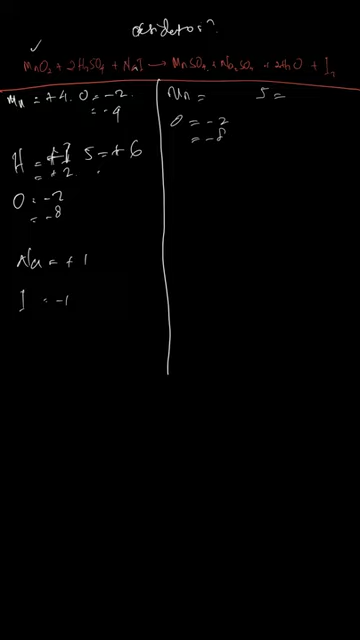 oksidator?
✓
MnO2 + 2H2SO4 + NaI → MnSO4 + Na2SO4 + 2H2O + I2
Mn = +4. O = -2
= -4
H = +1 S = +6
= +2
O = -2
= -8
Na = +1
I = -1
Mn = S =
O = -2
= -8